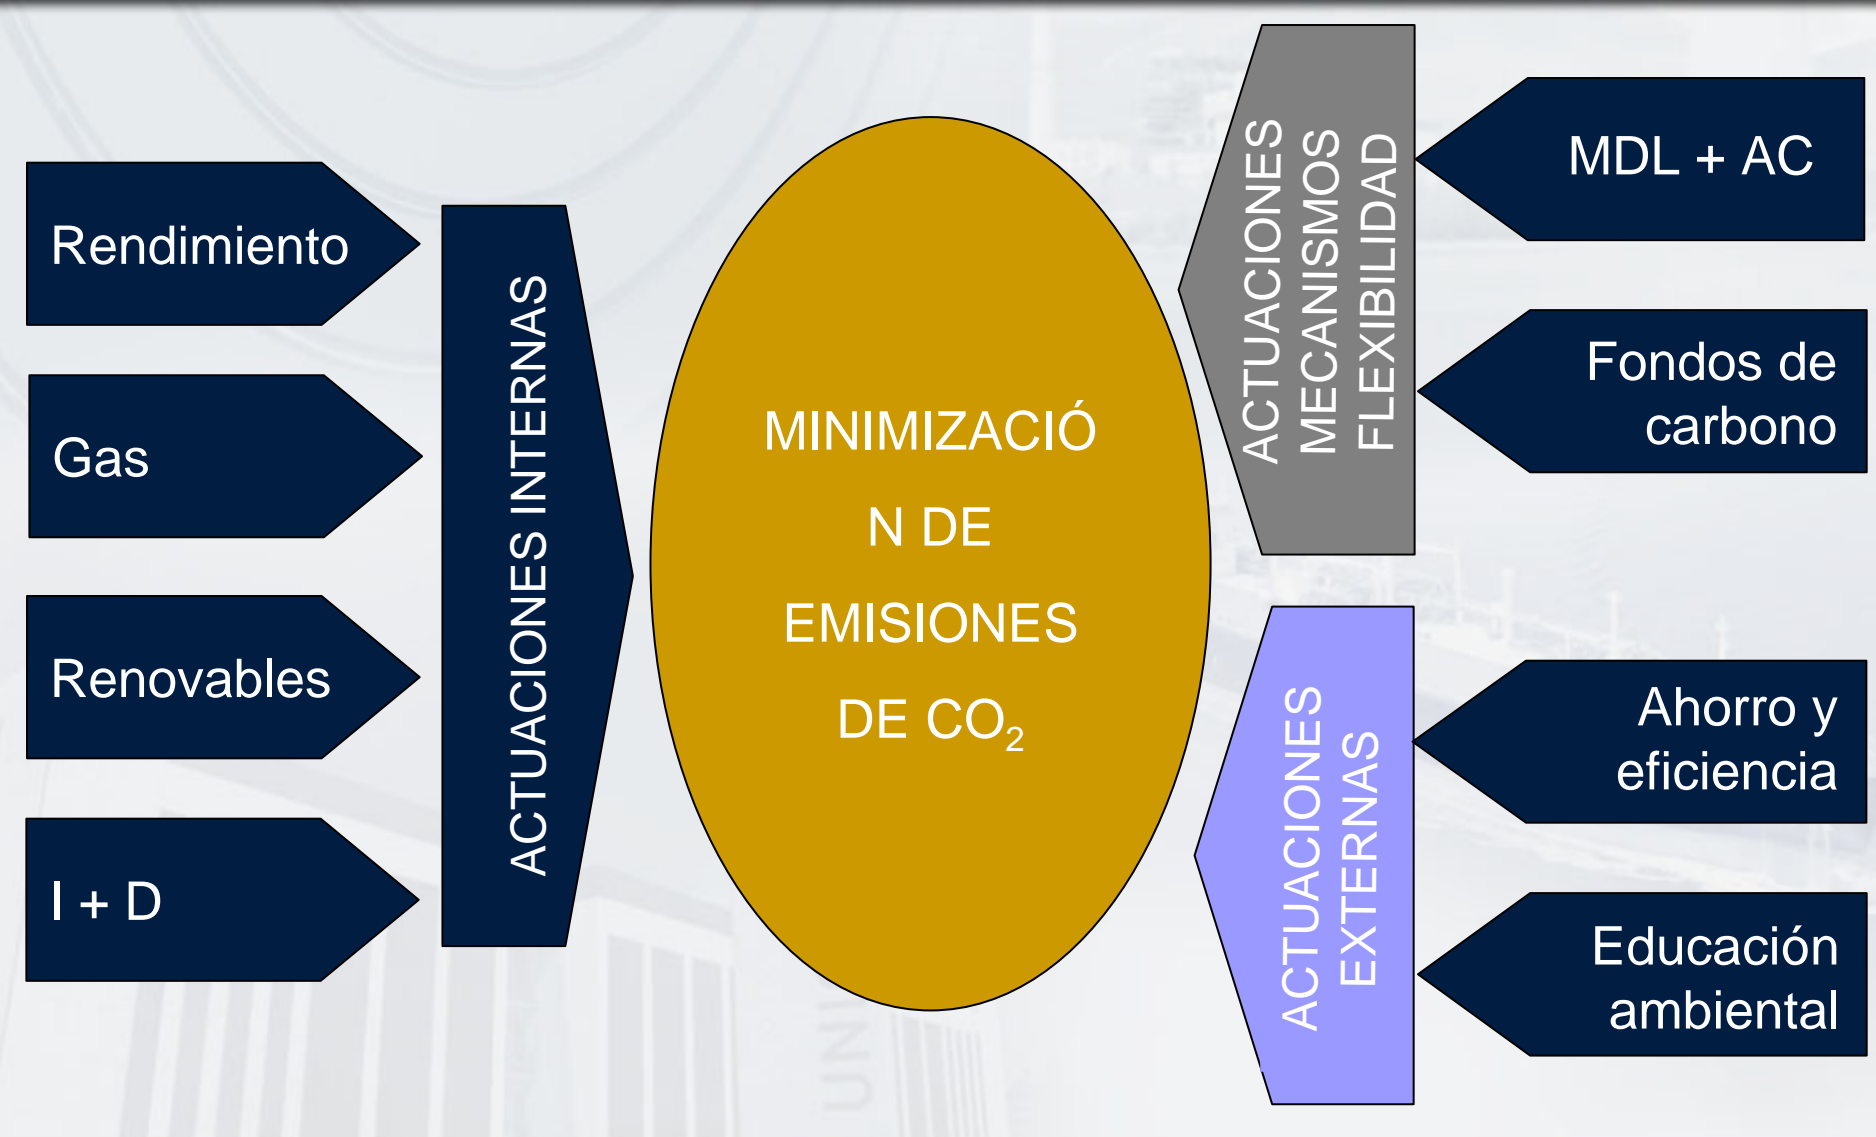 Rendimiento
Gas
Renovables
I + D
ACTUACIONES INTERNAS
MINIMIZACIÓ
N DE
EMISIONES
DE CO₂
ACTUACIONES
MECANISMOS
FLEXIBILIDAD
MDL + AC
Fondos de
carbono
ACTUACIONES
EXTERNAS
Ahorro y
eficiencia
Educación
ambiental
UNI